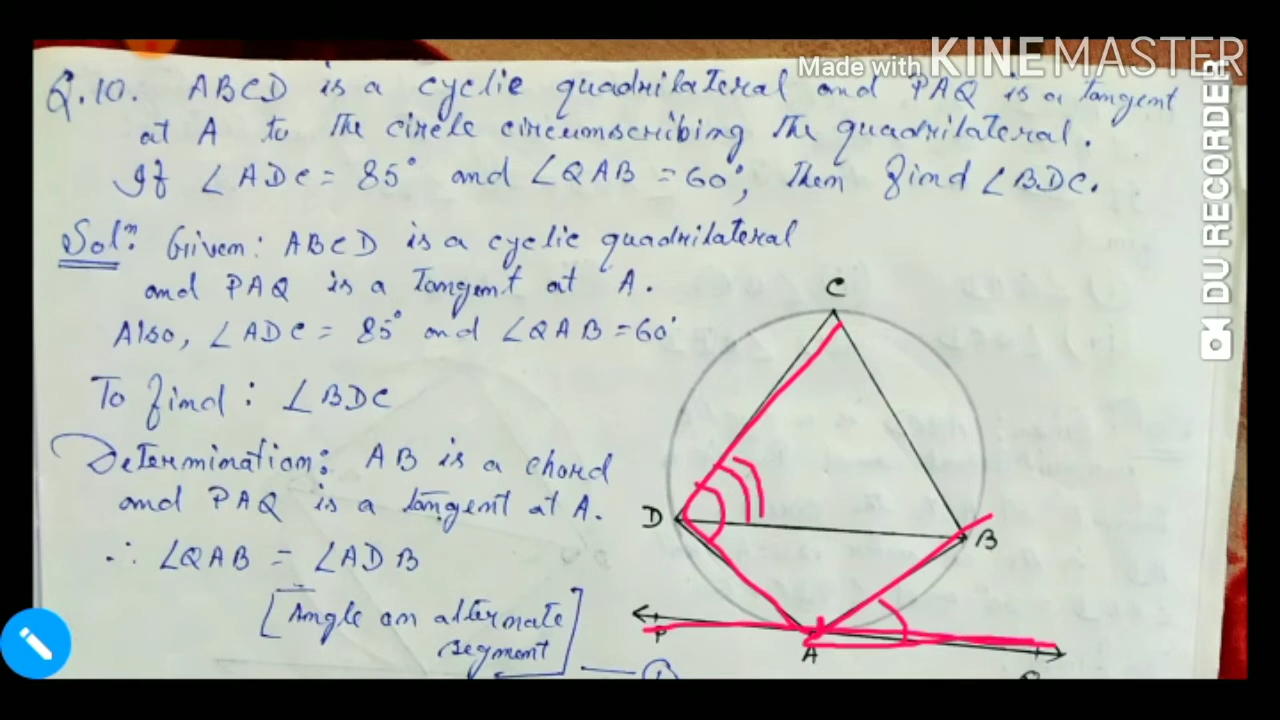 Made with KINEMASTER
DU RECORDER
Q.10. ABCD is a cyclic quadrilateral and PAQ is a tangent
at A to the circle circumscribing the quadrilateral.
If ∠ADC = 85° and ∠QAB = 60°, Then find ∠BDC.
Solⁿ: Given: ABCD is a cyclic quadrilateral
and PAQ is a Tangent at A.
Also, ∠ADC = 85° and ∠QAB = 60°
To find: ∠BDC
Determination: AB is a chord
and PAQ is a tangent at A.
∴ ∠QAB = ∠ADB
[Angle on alternate
segment]
①
C
D
B
P
A